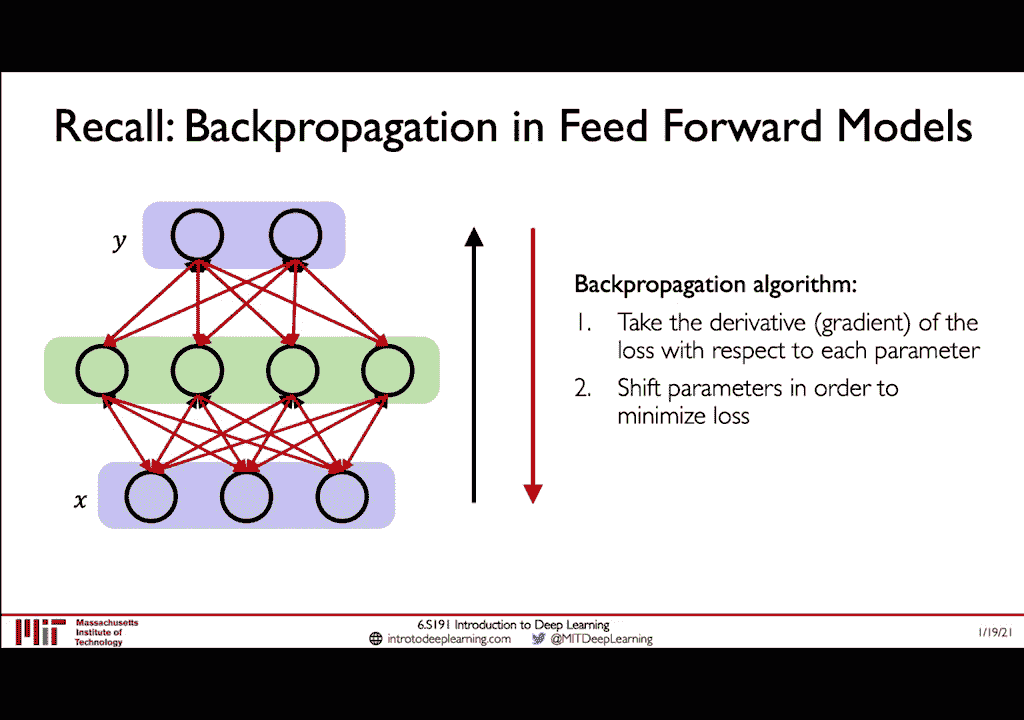 Recall: Backpropagation in Feed Forward Models
y
x
Backpropagation algorithm:
1. Take the derivative (gradient) of the
loss with respect to each parameter
2. Shift parameters in order to
minimize loss
MIT
Massachusetts
Institute of
Technology
6.S191 Introduction to Deep Learning
introtodeeplearning.com @MITDeepLearning
1/19/21